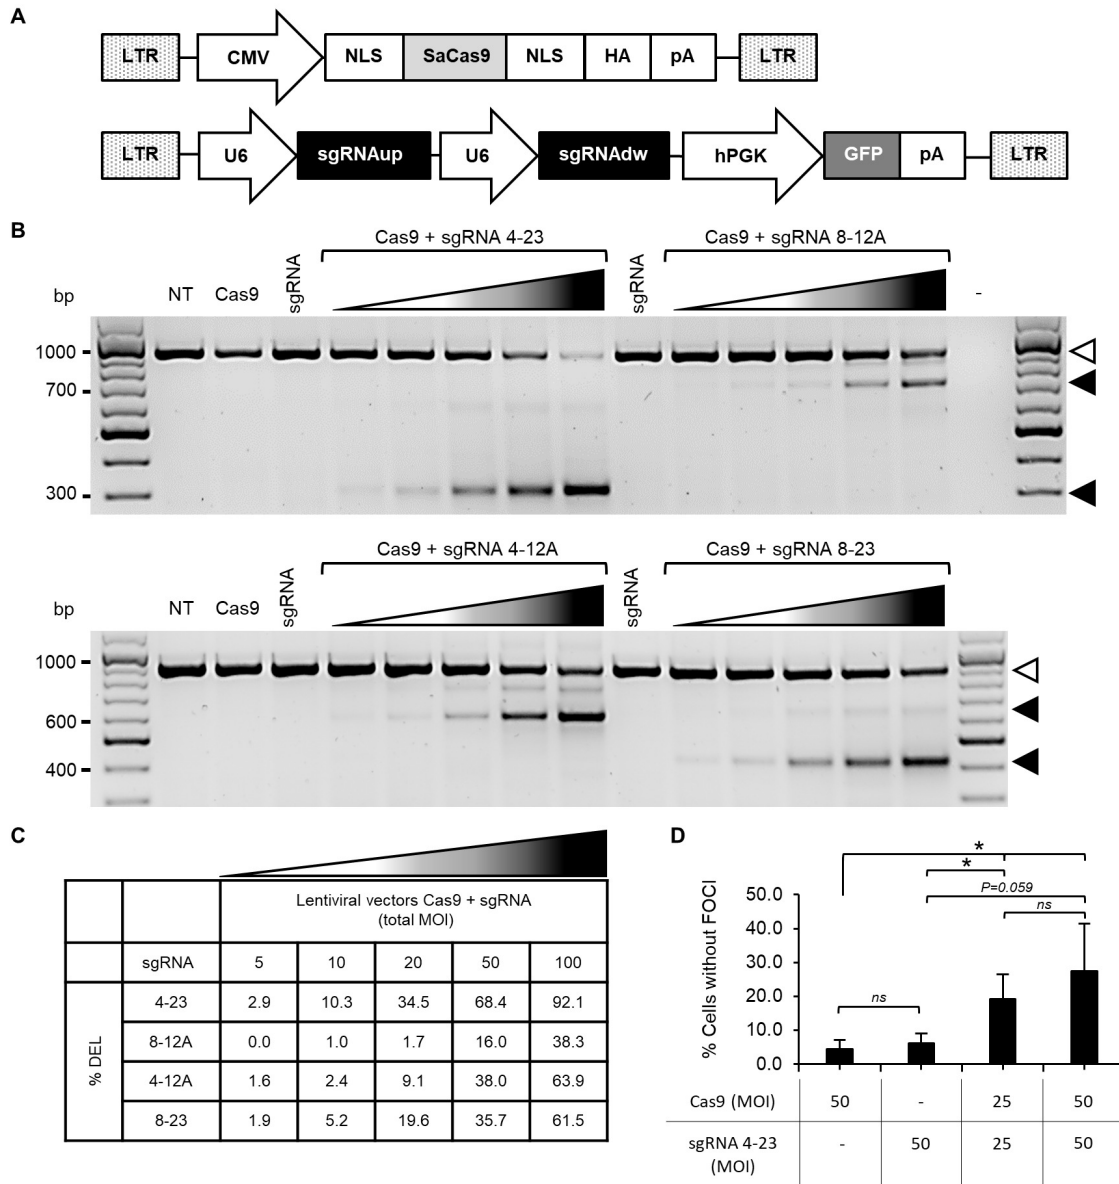 A
LTR CMV NLS SaCas9 NLS HA pA LTR
LTR U6 sgRNAup U6 sgRNAdw hPGK GFP pA LTR
B
Cas9 + sgRNA 4-23 Cas9 + sgRNA 8-12A
bp NT Cas9 sgRNA sgRNA -
1000
700
300
Cas9 + sgRNA 4-12A Cas9 + sgRNA 8-23
bp NT Cas9 sgRNA sgRNA
1000
600
400
C
Lentiviral vectors Cas9 + sgRNA
(total MOI)
sgRNA 5 10 20 50 100
% DEL
4-23 2.9 10.3 34.5 68.4 92.1
8-12A 0.0 1.0 1.7 16.0 38.3
4-12A 1.6 2.4 9.1 38.0 63.9
8-23 1.9 5.2 19.6 35.7 61.5
D
*
*
P=0.059
ns
ns
% Cells without FOCI
50.0
40.0
30.0
20.0
10.0
0.0
Cas9 (MOI) 50 - 25 50
sgRNA 4-23 - 50 25 50
(MOI)